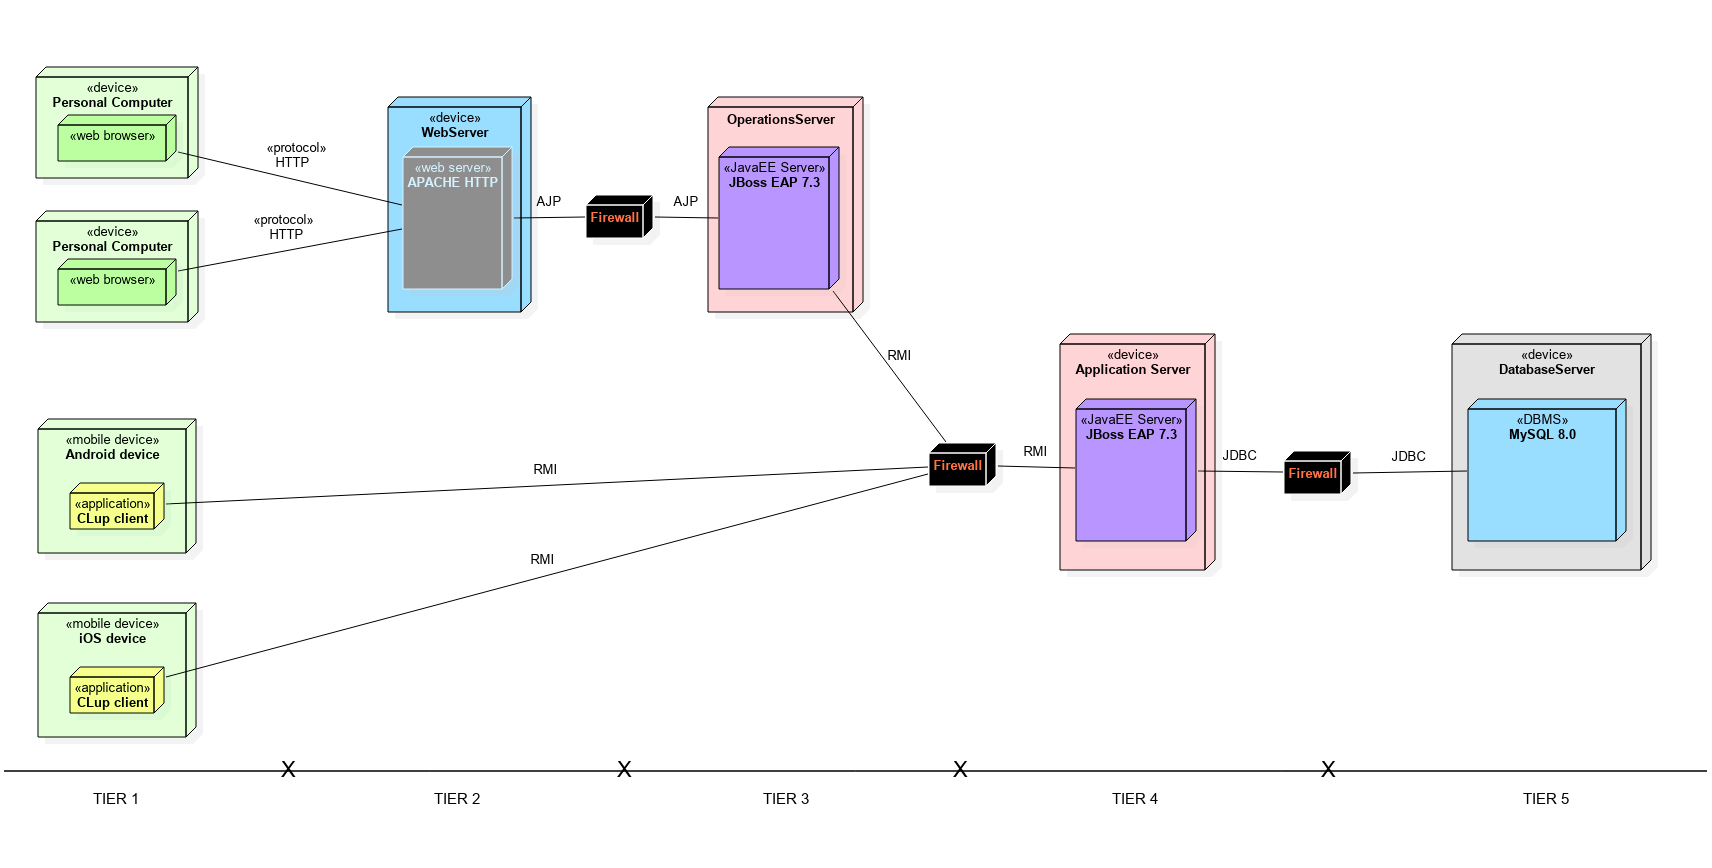 «device»
Personal Computer
«web browser»
«protocol»
HTTP
«device»
Personal Computer
«web browser»
«protocol»
HTTP
«device»
WebServer
«web server»
APACHE HTTP
AJP
Firewall
AJP
OperationsServer
«JavaEE Server»
JBoss EAP 7.3
RMI
«mobile device»
Android device
«application»
CLup client
RMI
«mobile device»
iOS device
«application»
CLup client
RMI
Firewall
RMI
«device»
Application Server
«JavaEE Server»
JBoss EAP 7.3
JDBC
Firewall
JDBC
«device»
DatabaseServer
«DBMS»
MySQL 8.0
X
X
X
X
TIER 1
TIER 2
TIER 3
TIER 4
TIER 5